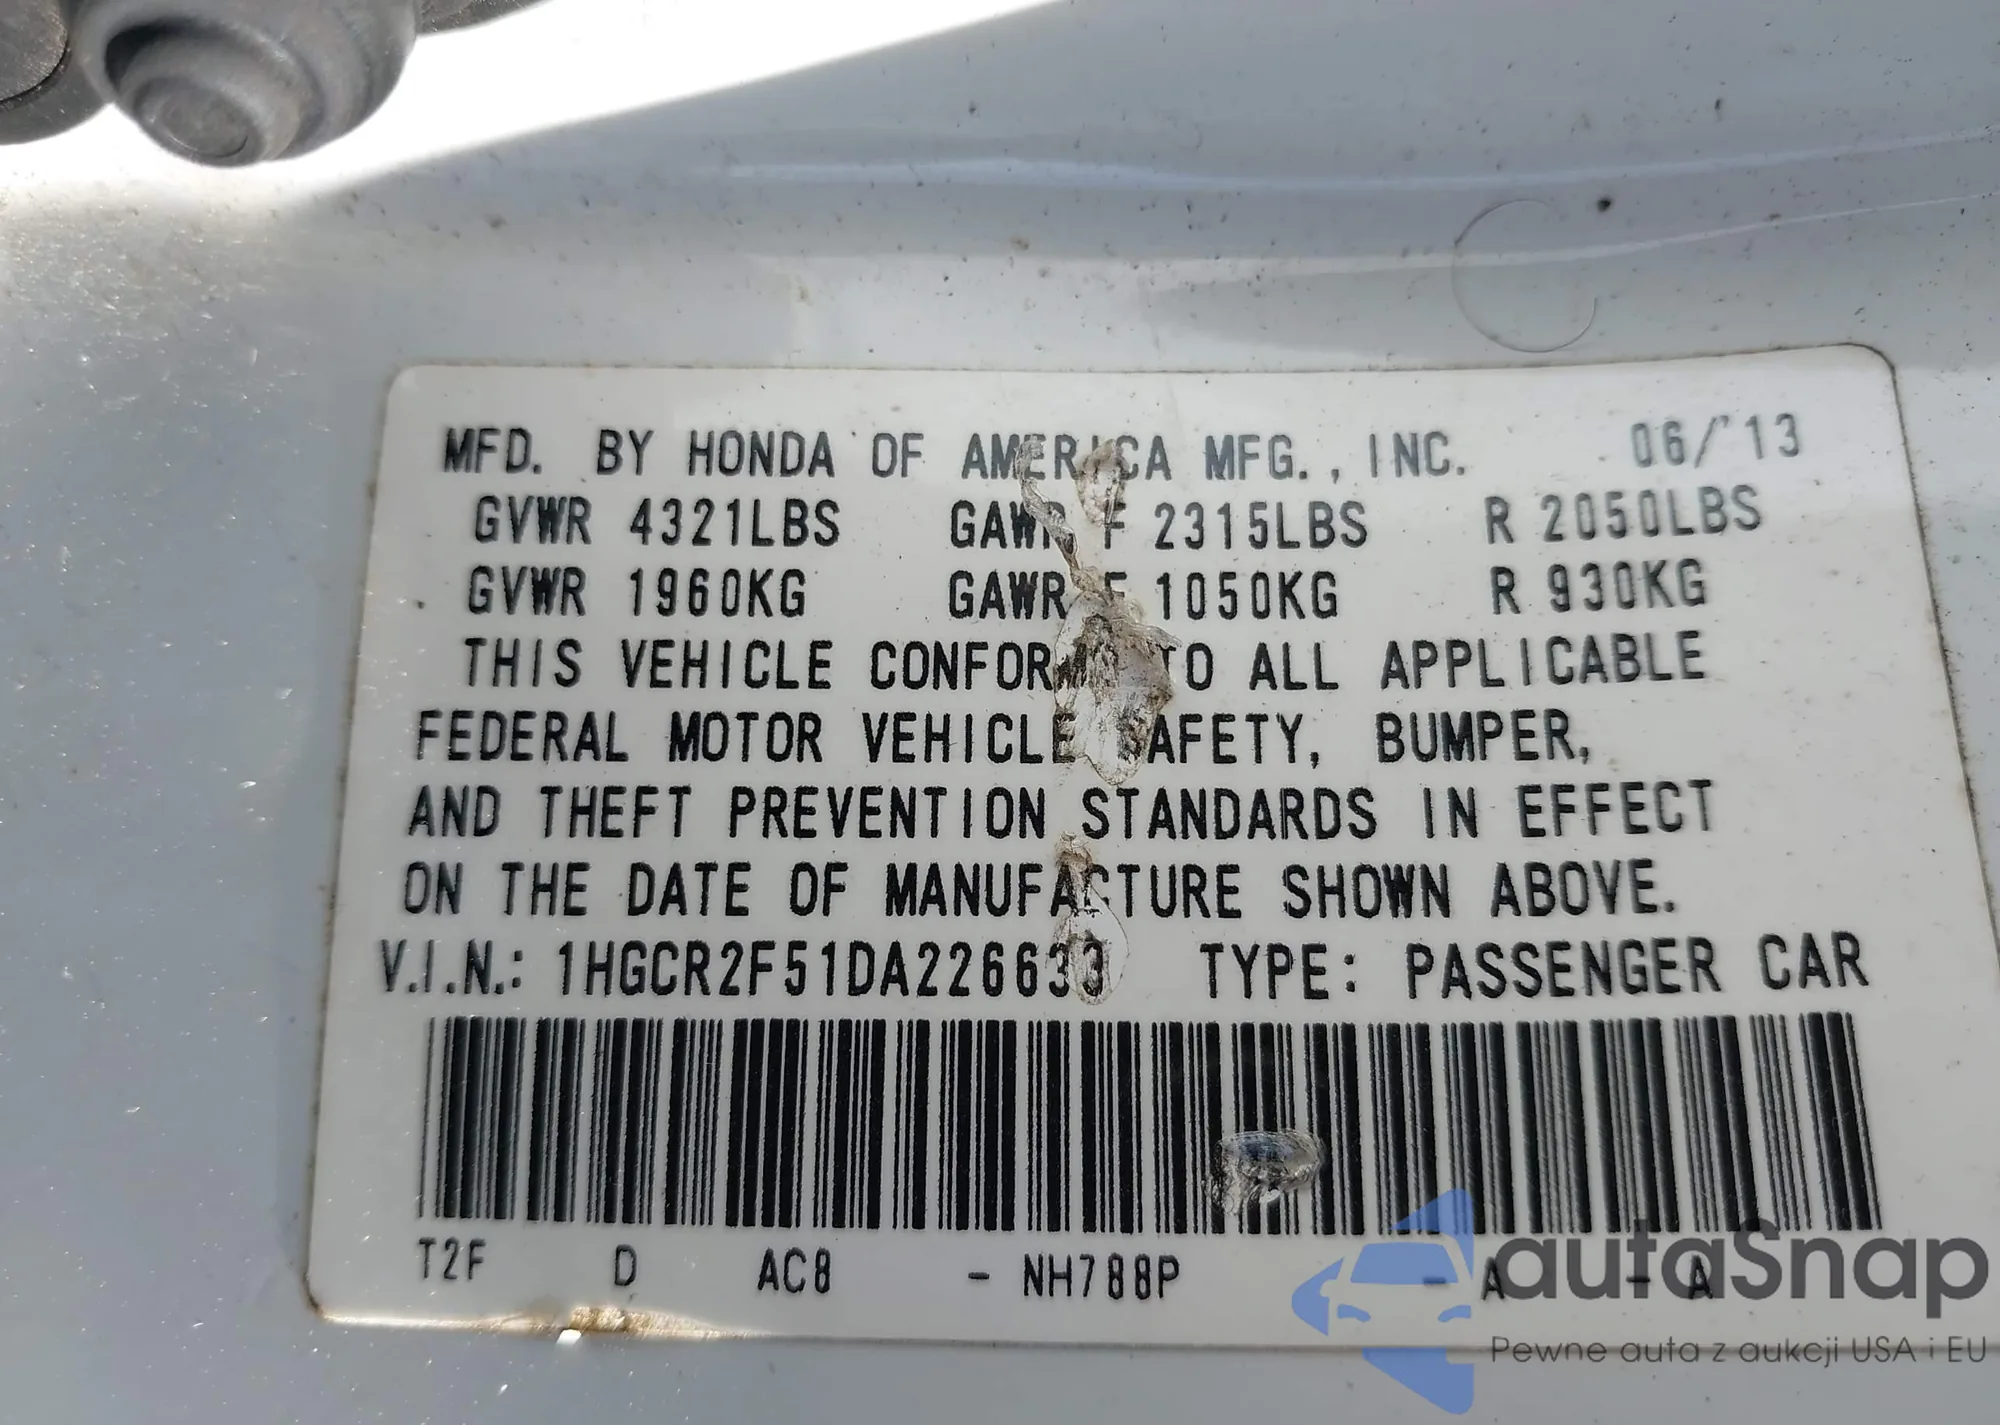 MFD. BY HONDA OF AMERICA MFG., INC. 06/'13
GVWR 4321LBS GAWR F 2315LBS R 2050LBS
GVWR 1960KG GAWR F 1050KG R 930KG
THIS VEHICLE CONFORMS TO ALL APPLICABLE
FEDERAL MOTOR VEHICLE SAFETY, BUMPER,
AND THEFT PREVENTION STANDARDS IN EFFECT
ON THE DATE OF MANUFACTURE SHOWN ABOVE.
V.I.N.: 1HGCR2F51DA226633 TYPE: PASSENGER CAR
T2F D AC8 - NH788P - A - A
autaSnap
Pewne auta z aukcji USA i EU